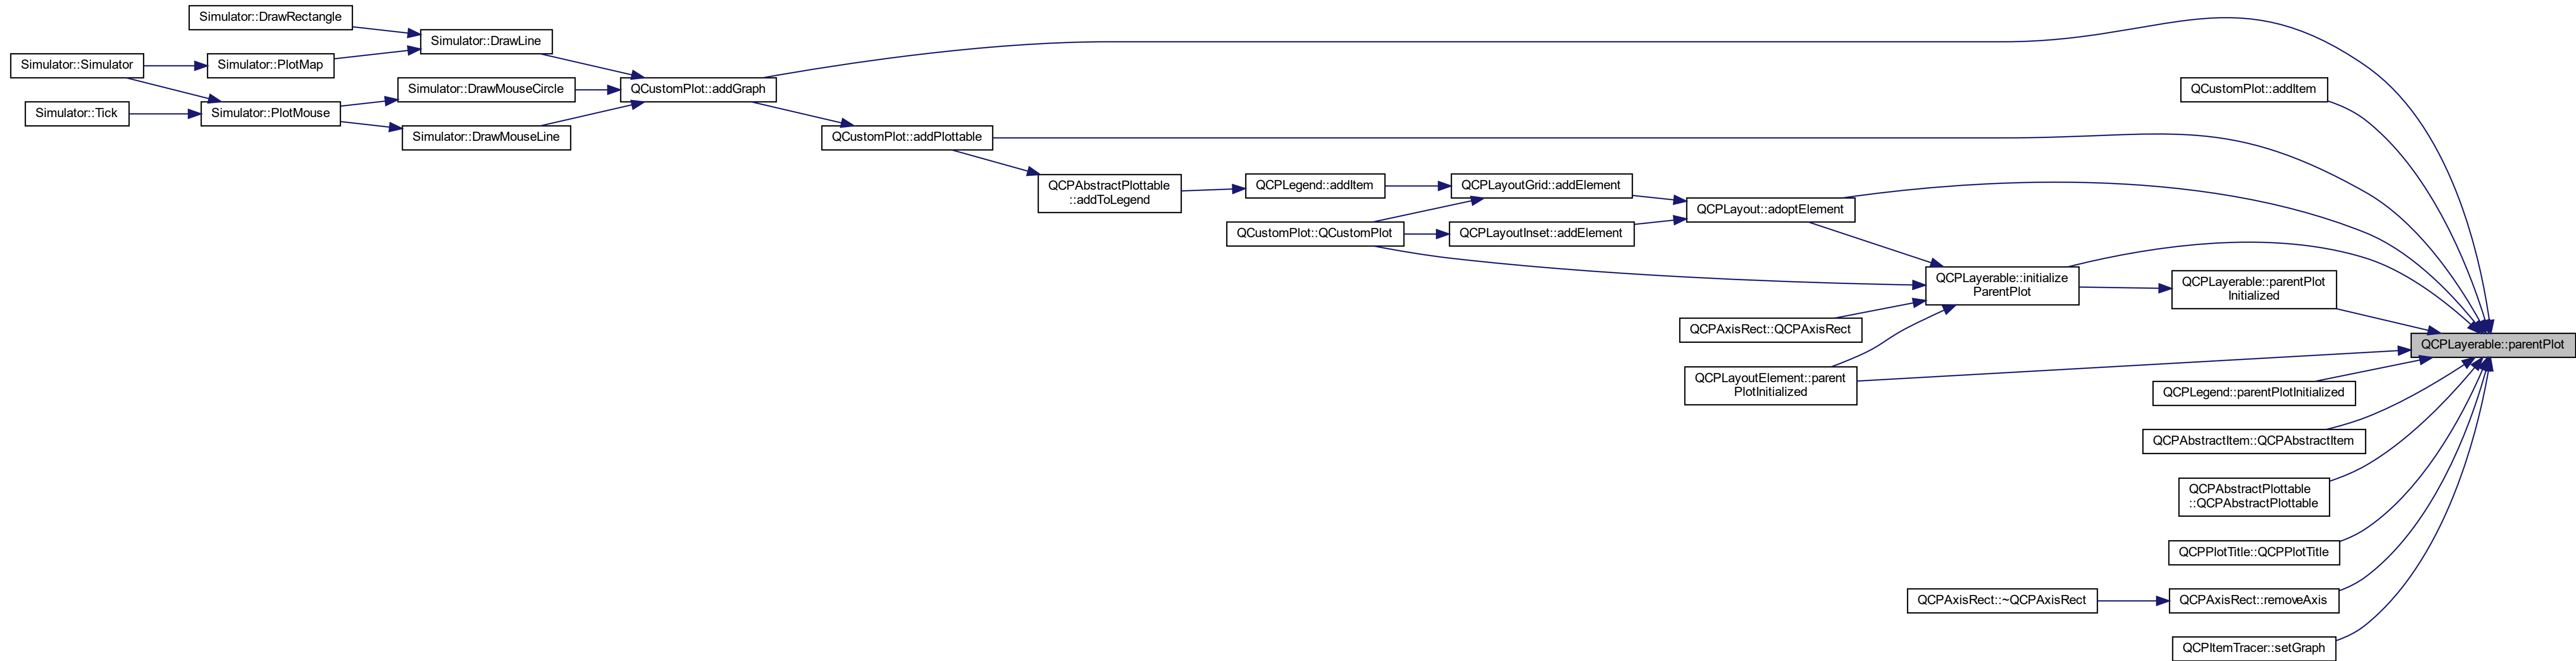 Simulator::DrawRectangle
Simulator::DrawLine
Simulator::Simulator
Simulator::PlotMap
Simulator::DrawMouseCircle
QCustomPlot::addGraph
QCustomPlot::addItem
Simulator::Tick
Simulator::PlotMouse
Simulator::DrawMouseLine
QCustomPlot::addPlottable
QCPAbstractPlottable
::addToLegend
QCPLegend::addItem
QCPLayoutGrid::addElement
QCPLayout::adoptElement
QCustomPlot::QCustomPlot
QCPLayoutInset::addElement
QCPLayerable::initialize
ParentPlot
QCPLayerable::parentPlot
Initialized
QCPAxisRect::QCPAxisRect
QCPLayerable::parentPlot
QCPLayoutElement::parent
PlotInitialized
QCPLegend::parentPlotInitialized
QCPAbstractItem::QCPAbstractItem
QCPAbstractPlottable
::QCPAbstractPlottable
QCPPlotTitle::QCPPlotTitle
QCPAxisRect::~QCPAxisRect
QCPAxisRect::removeAxis
QCPItemTracer::setGraph